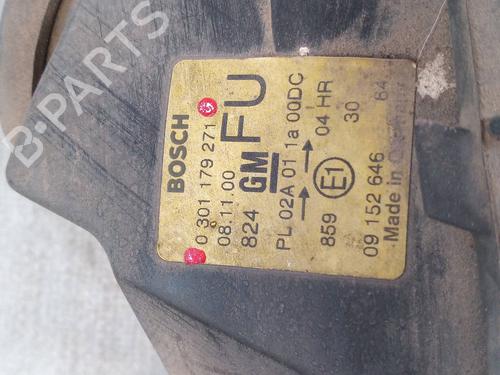 BOSCH
0 301 179 271
08.11.00
824 GM FU
PL 02A 01 1a 00DC
859 E1 → → 04 HR
30
09 152 646 64
Made in
B-PARTS